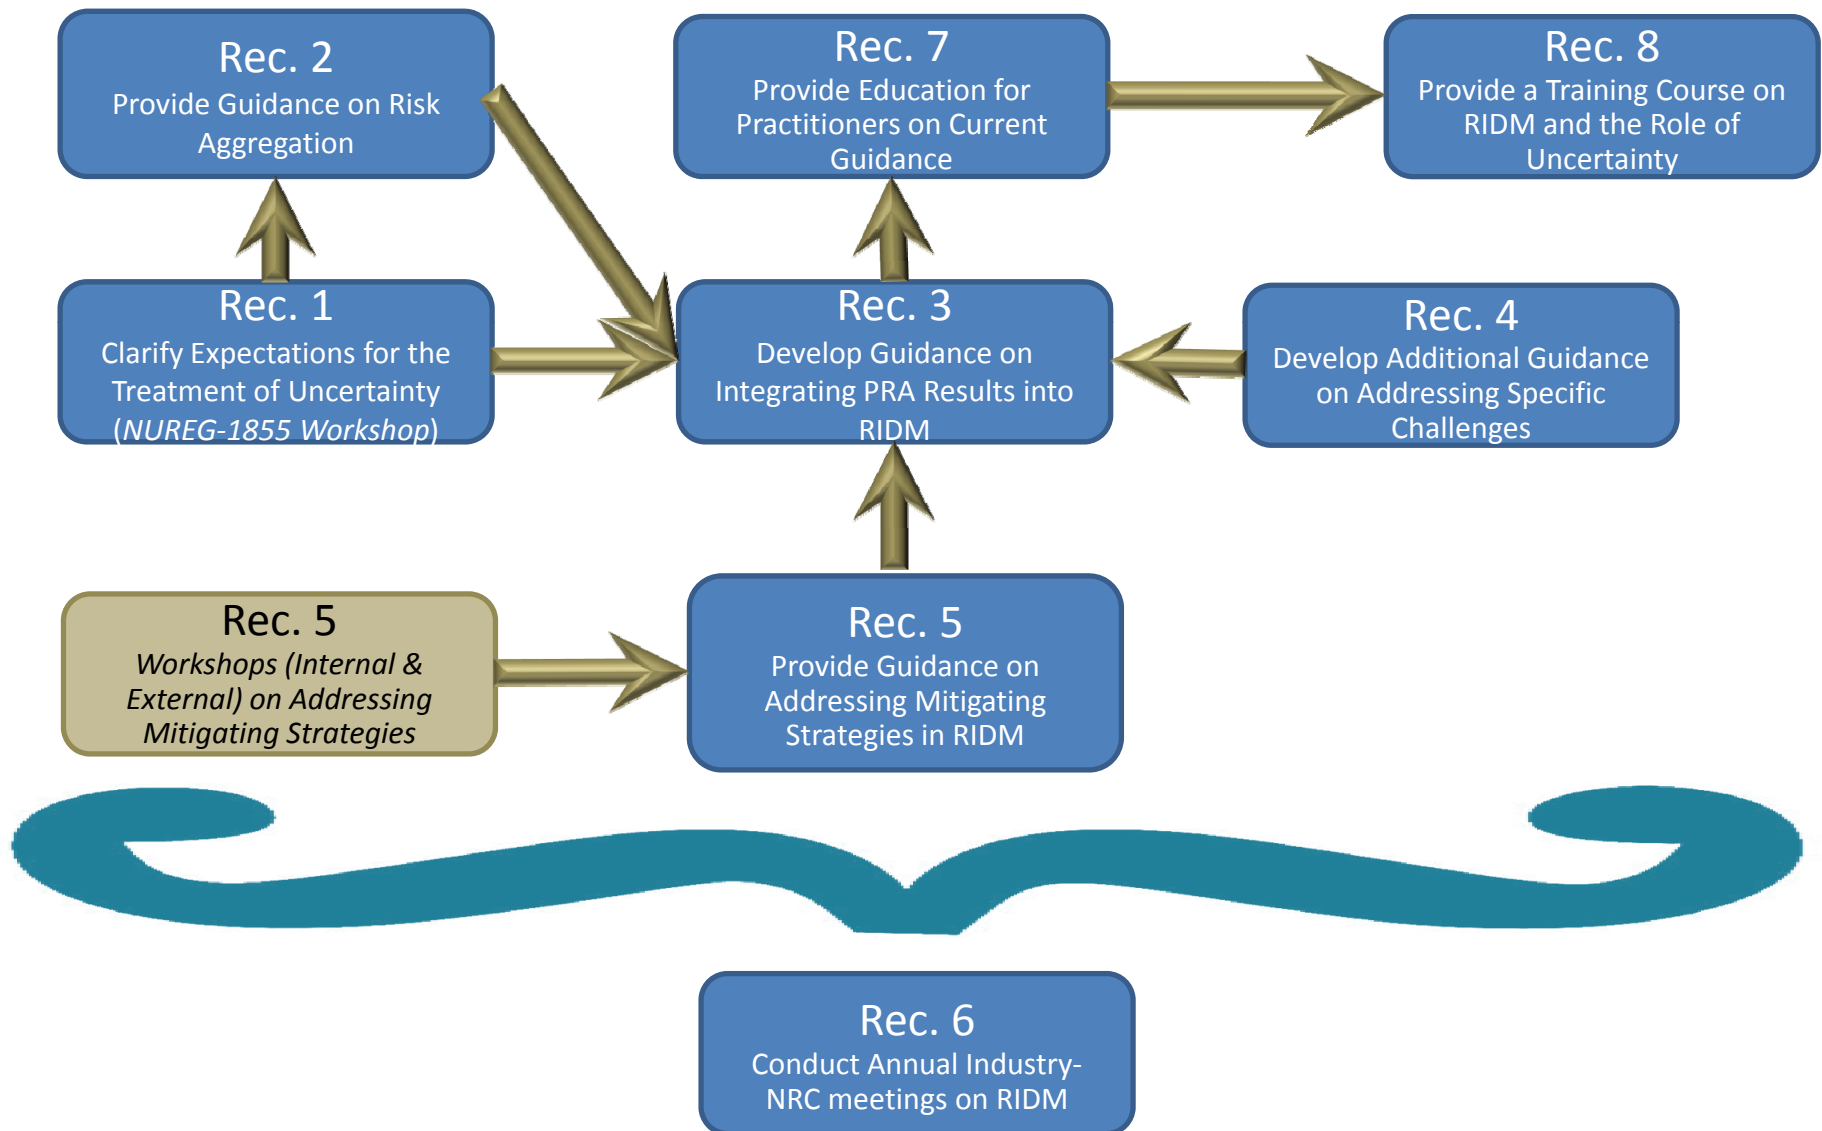 Rec. 2
Provide Guidance on Risk
Aggregation
Rec. 7
Provide Education for
Practitioners on Current
Guidance
Rec. 8
Provide a Training Course on
RIDM and the Role of
Uncertainty
Rec. 1
Clarify Expectations for the
Treatment of Uncertainty
(NUREG-1855 Workshop)
Rec. 3
Develop Guidance on
Integrating PRA Results into
RIDM
Rec. 4
Develop Additional Guidance
on Addressing Specific
Challenges
Rec. 5
Workshops (Internal &
External) on Addressing
Mitigating Strategies
Rec. 5
Provide Guidance on
Addressing Mitigating
Strategies in RIDM
Rec. 6
Conduct Annual Industry-
NRC meetings on RIDM